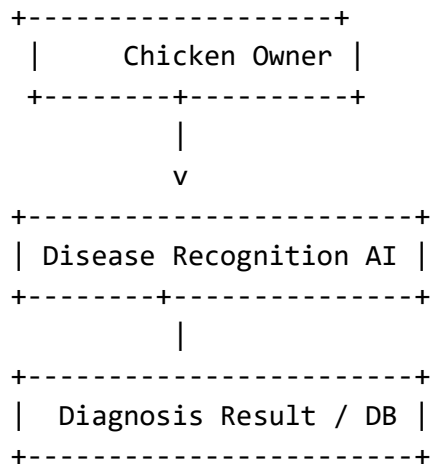 Chicken Owner
Disease Recognition AI
Diagnosis Result / DB